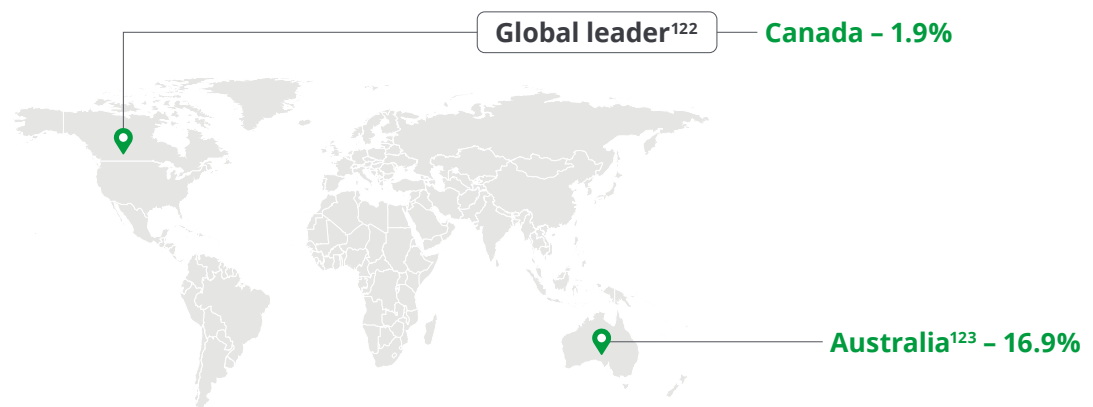 Global leader¹²² Canada – 1.9%
Australia¹²³ – 16.9%